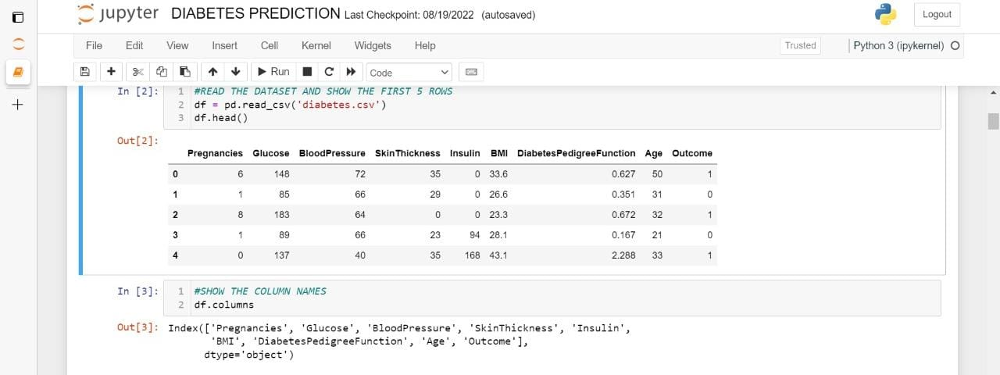 jupyter DIABETES PREDICTION Last Checkpoint: 08/19/2022 (autosaved) Logout
File Edit View Insert Cell Kernel Widgets Help Trusted Python 3 (ipykernel)
Run Code
In [2]: 1 #READ THE DATASET AND SHOW THE FIRST 5 ROWS
2 df = pd.read_csv('diabetes.csv')
3 df.head()
Out[2]:
Pregnancies Glucose BloodPressure SkinThickness Insulin BMI DiabetesPedigreeFunction Age Outcome
0 6 148 72 35 0 33.6 0.627 50 1
1 1 85 66 29 0 26.6 0.351 31 0
2 8 183 64 0 0 23.3 0.672 32 1
3 1 89 66 23 94 28.1 0.167 21 0
4 0 137 40 35 168 43.1 2.288 33 1
In [3]: 1 #SHOW THE COLUMN NAMES
2 df.columns
Out[3]: Index(['Pregnancies', 'Glucose', 'BloodPressure', 'SkinThickness', 'Insulin',
'BMI', 'DiabetesPedigreeFunction', 'Age', 'Outcome'],
dtype='object')